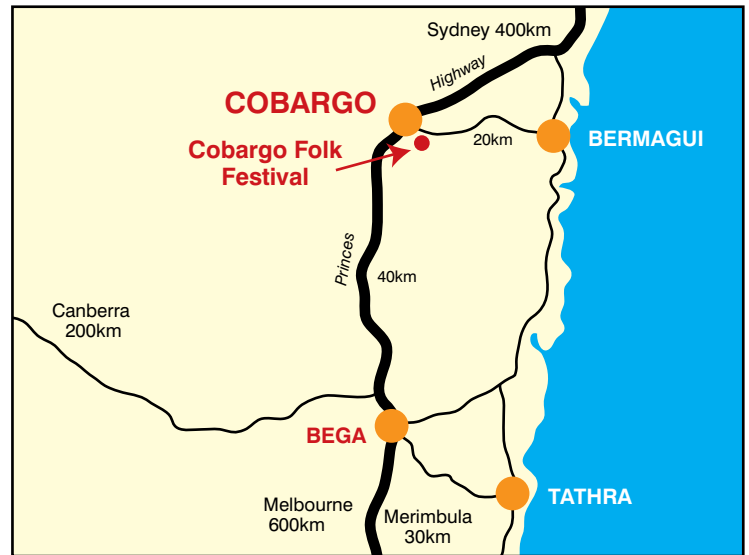 Sydney 400km
Highway
COBARGO
20km
BERMAGUI
Cobargo Folk
Festival
Princes
40km
Canberra
200km
BEGA
TATHRA
Melbourne
600km
Merimbula
30km